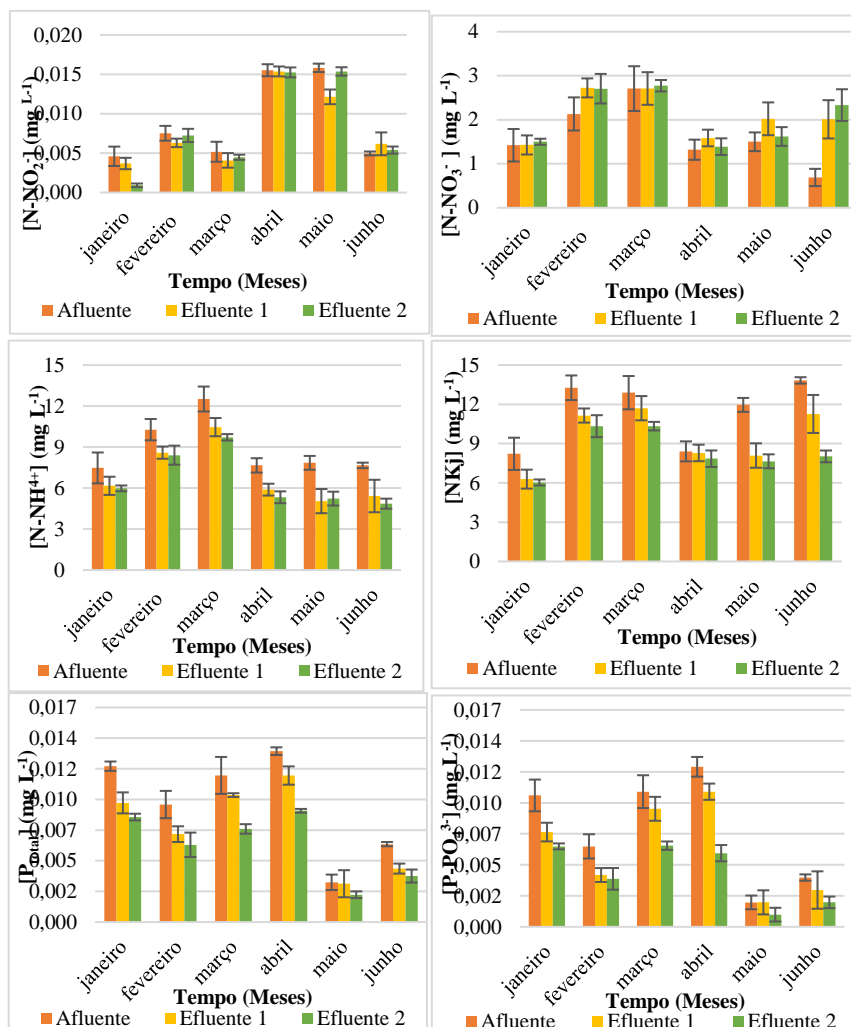 [N-NO₂⁻] (mg L⁻¹)
0,020
0,015
0,010
0,005
0,000
janeiro
fevereiro
março
abril
maio
junho
Tempo (Meses)
Afluente Efluente 1 Efluente 2
[N-NO₃⁻ ] (mg L⁻¹)
4
3
2
1
0
janeiro
fevereiro
março
abril
maio
junho
Tempo (Meses)
Afluente Efluente 1 Efluente 2
[N-NH⁴⁺] (mg L⁻¹)
15
12
9
6
3
0
janeiro
fevereiro
março
abril
maio
junho
Tempo (Meses)
Afluente Efluente 1 Efluente 2
[NKj] (mg L⁻¹)
15
12
9
6
3
0
janeiro
fevereiro
março
abril
maio
junho
Tempo (Meses)
Afluente Efluente 1 Efluente 2
[Ptotal] (mg L⁻¹)
0,017
0,014
0,012
0,010
0,007
0,005
0,002
0,000
janeiro
fevereiro
março
abril
maio
junho
Tempo (Meses)
Afluente Efluente 1 Efluente 2
[P-PO₄³⁻] (mg L⁻¹)
0,017
0,014
0,012
0,010
0,007
0,005
0,002
0,000
janeiro
fevereiro
março
abril
maio
junho
Tempo (Meses)
Afluente Efluente 1 Efluente 2